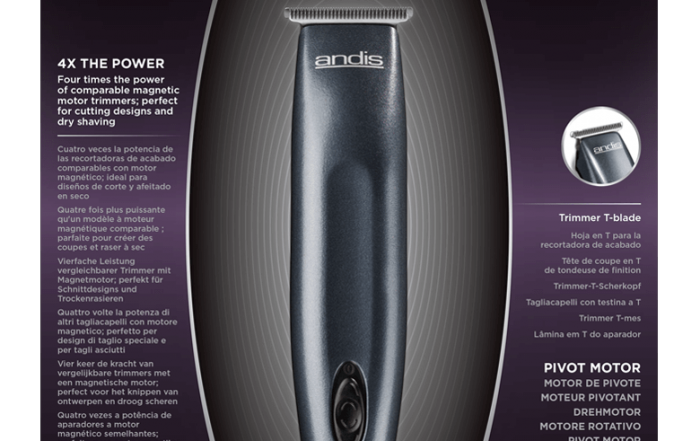 andis
4X THE POWER
Four times the power
of comparable magnetic
motor trimmers; perfect
for cutting designs and
dry shaving
Cuatro veces la potencia de
las recortadoras de acabado
comparables con motor
magnético; ideal para
diseños de corte y afeitado
en seco
Quatre fois plus puissante
qu'un modèle à moteur
magnétique comparable ;
parfaite pour créer des
coupes et raser à sec
Vierfache Leistung
vergleichbarer Trimmer mit
Magnetmotor; perfekt für
Schnittdesigns und
Trockenrasieren
Quattro volte la potenza di
altri tagliacapelli con motore
magnetico; perfetto per
design di taglio speciale e
per tagli asciutti
Vier keer de kracht van
vergelijkbare trimmers met
een magnetische motor;
perfect voor het knippen van
ontwerpen en droog scheren
Quatro vezes a potência de
aparadores a motor
magnético semelhantes;
andis
Trimmer T-blade
Hoja en T para la
recortadora de acabado
Tête de coupe en T
de tondeuse de finition
Trimmer-T-Scherkopf
Tagliacapelli con testina a T
Trimmer T-mes
Lâmina em T do aparador
PIVOT MOTOR
MOTOR DE PIVOTE
MOTEUR PIVOTANT
DREHMOTOR
MOTORE ROTATIVO
PIVOT MOTOR